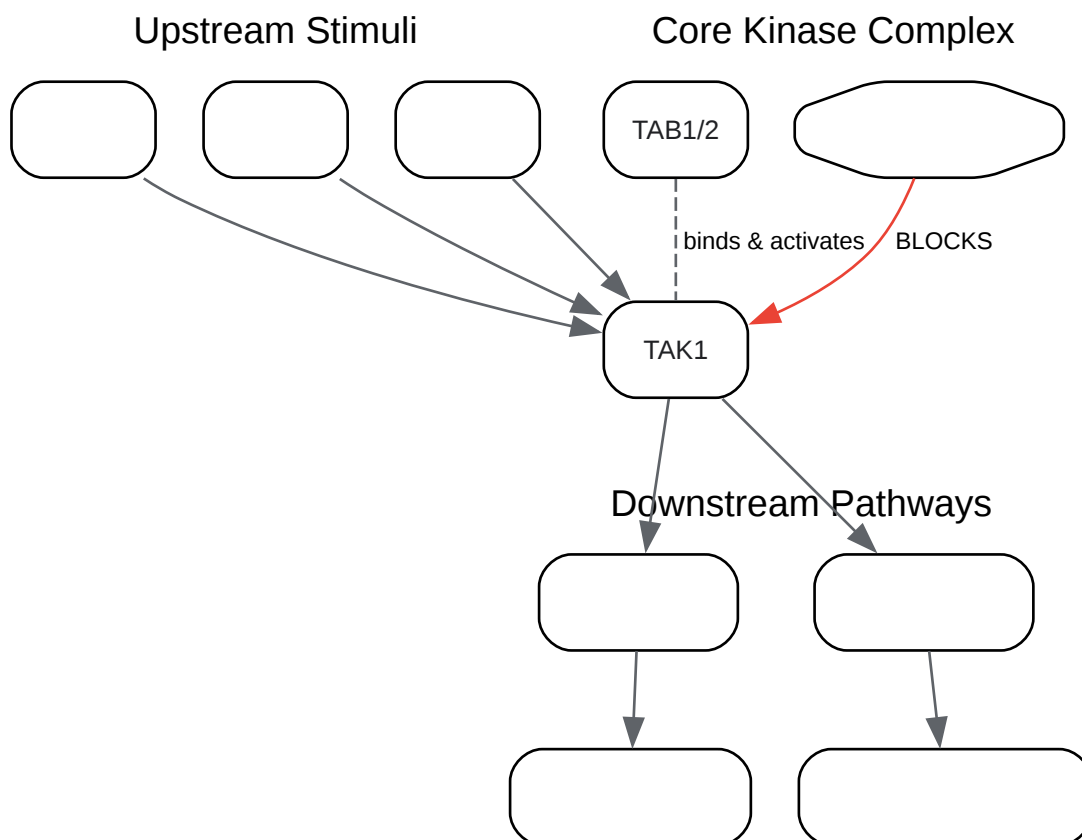 Upstream Stimuli
Core Kinase Complex
TAB1/2
binds & activates
BLOCKS
TAK1
Downstream Pathways